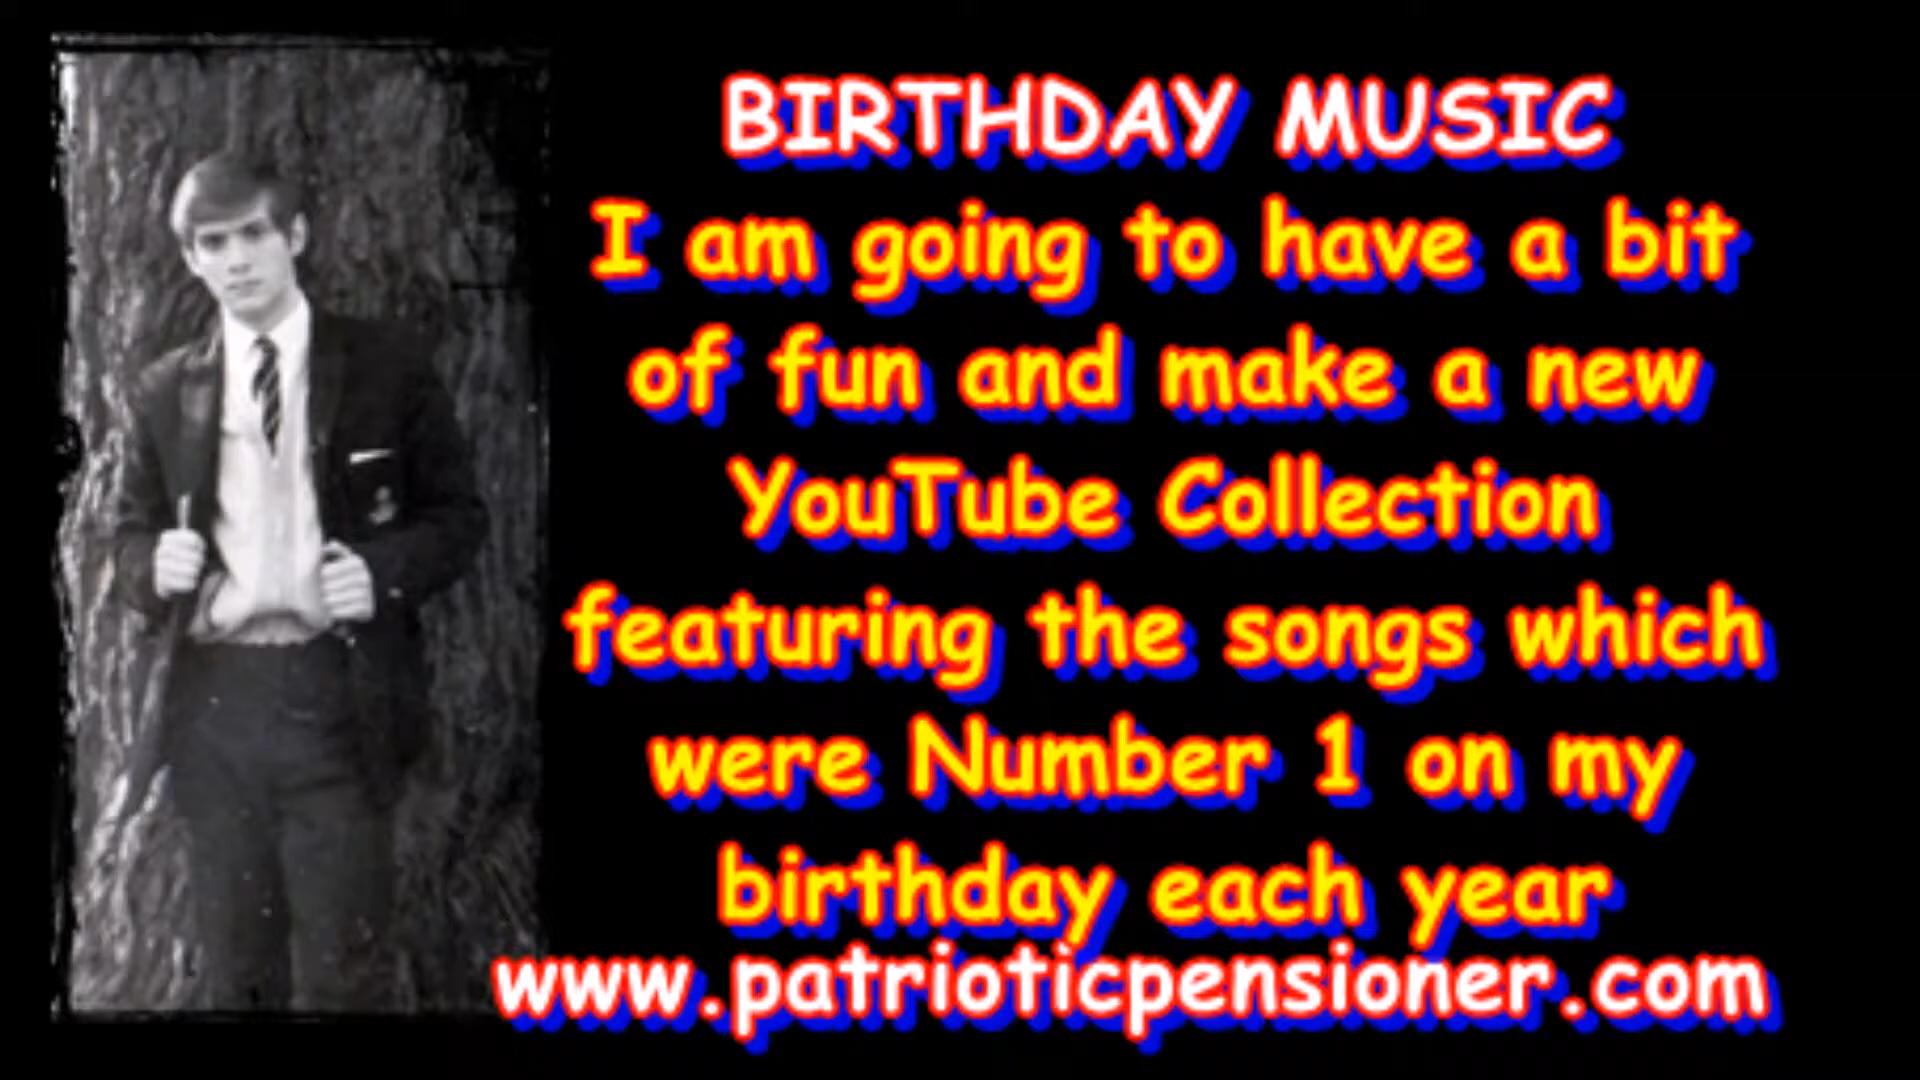 BIRTHDAY MUSIC
I am going to have a bit
of fun and make a new
YouTube Collection
featuring the songs which
were Number 1 on my
birthday each year
www.patrioticpensioner.com